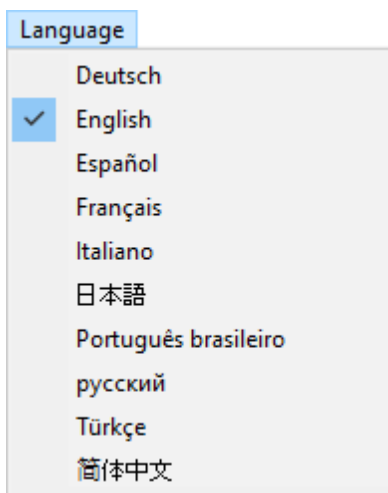 Language
Deutsch
English
Español
Français
Italiano
日本語
Português brasileiro
русский
Türkçe
简体中文